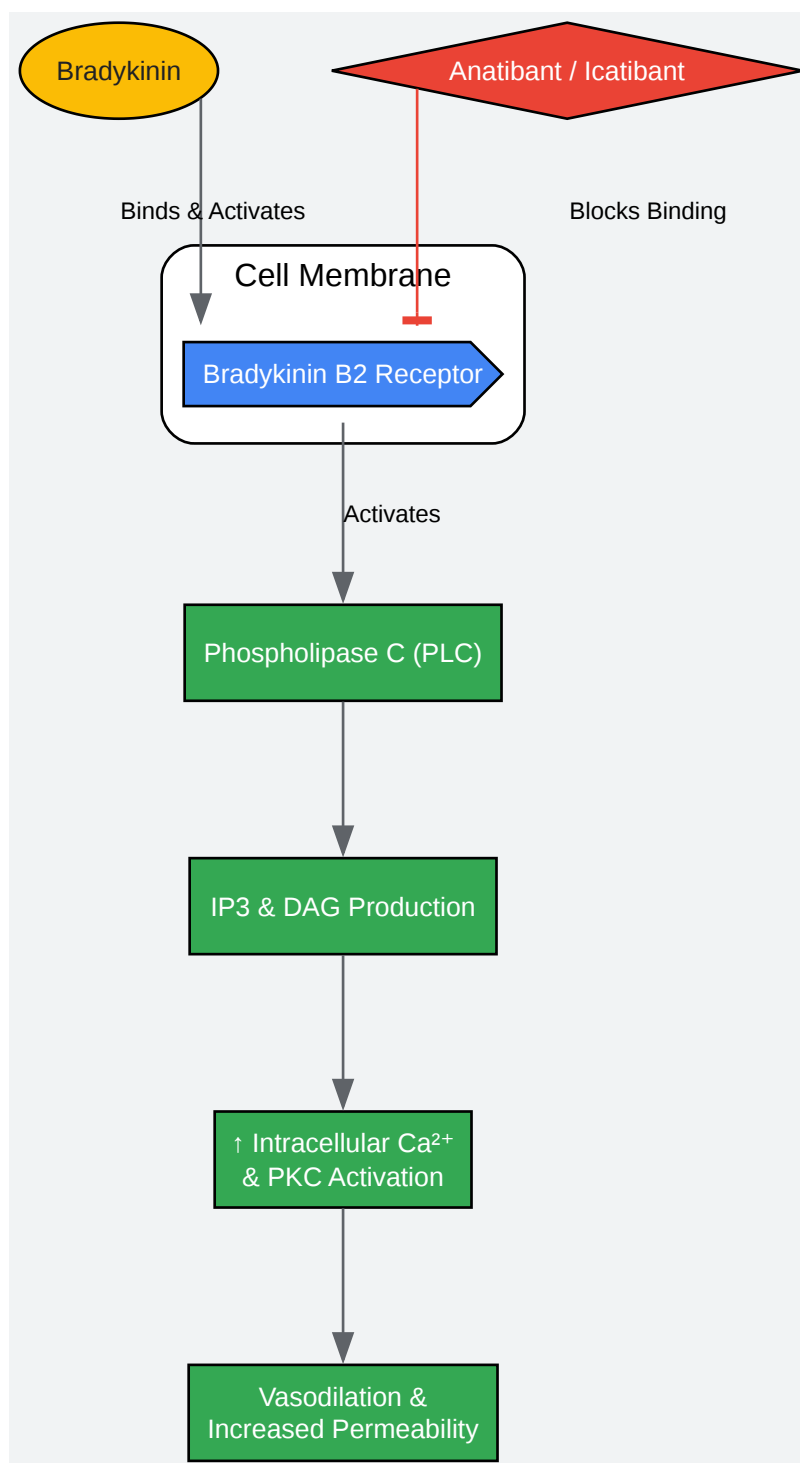 Bradykinin
Anatibant / Icatibant
Binds & Activates
Blocks Binding
Cell Membrane
Bradykinin B2 Receptor
Activates
Phospholipase C (PLC)
IP3 & DAG Production
↑ Intracellular Ca²⁺
& PKC Activation
Vasodilation &
Increased Permeability